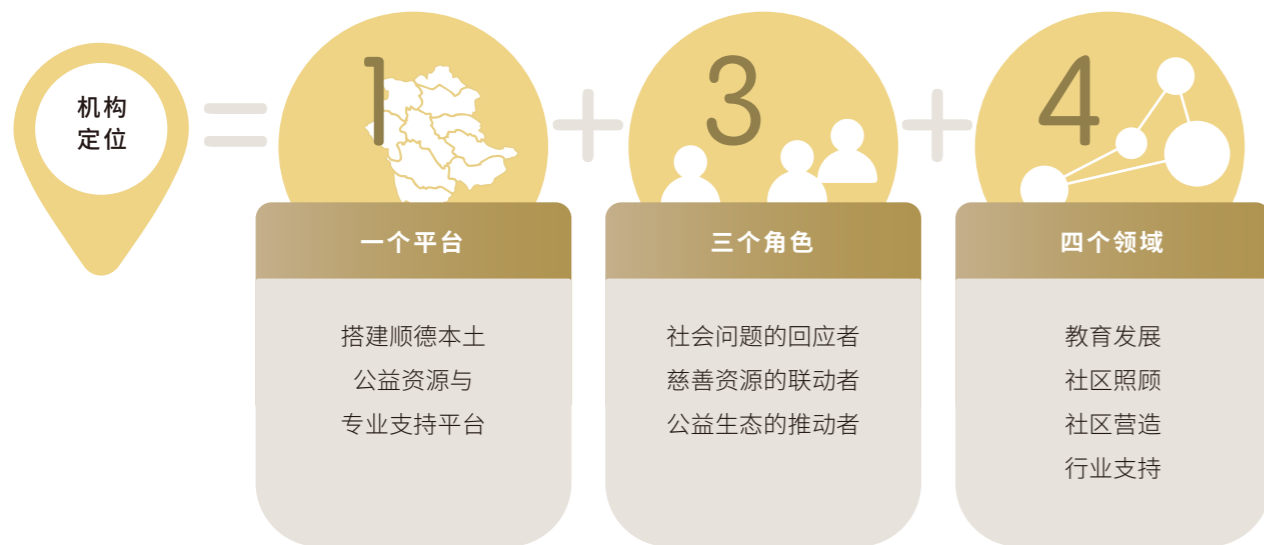 机构
定位
1
一个平台
搭建顺德本土
公益资源与
专业支持平台
3
三个角色
社会问题的回应者
慈善资源的联动者
公益生态的推动者
4
四个领域
教育发展
社区照顾
社区营造
行业支持